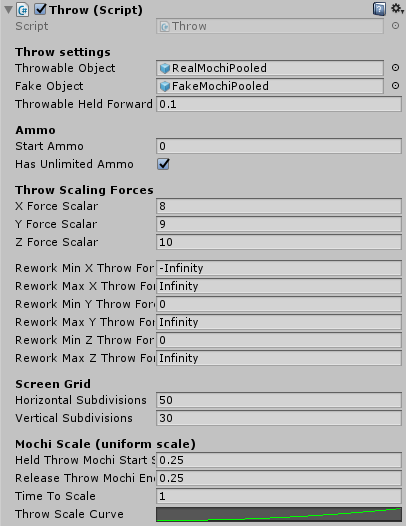 Throw (Script)
Script Throw
Throw settings
Throwable Object RealMochiPooled
Fake Object FakeMochiPooled
Throwable Held Forward 0.1
Ammo
Start Ammo 0
Has Unlimited Ammo
Throw Scaling Forces
X Force Scalar 8
Y Force Scalar 9
Z Force Scalar 10
Rework Min X Throw For -Infinity
Rework Max X Throw For Infinity
Rework Min Y Throw For 0
Rework Max Y Throw For Infinity
Rework Min Z Throw For 0
Rework Max Z Throw For Infinity
Screen Grid
Horizontal Subdivisions 50
Vertical Subdivisions 30
Mochi Scale (uniform scale)
Held Throw Mochi Start S 0.25
Release Throw Mochi En 0.25
Time To Scale 1
Throw Scale Curve